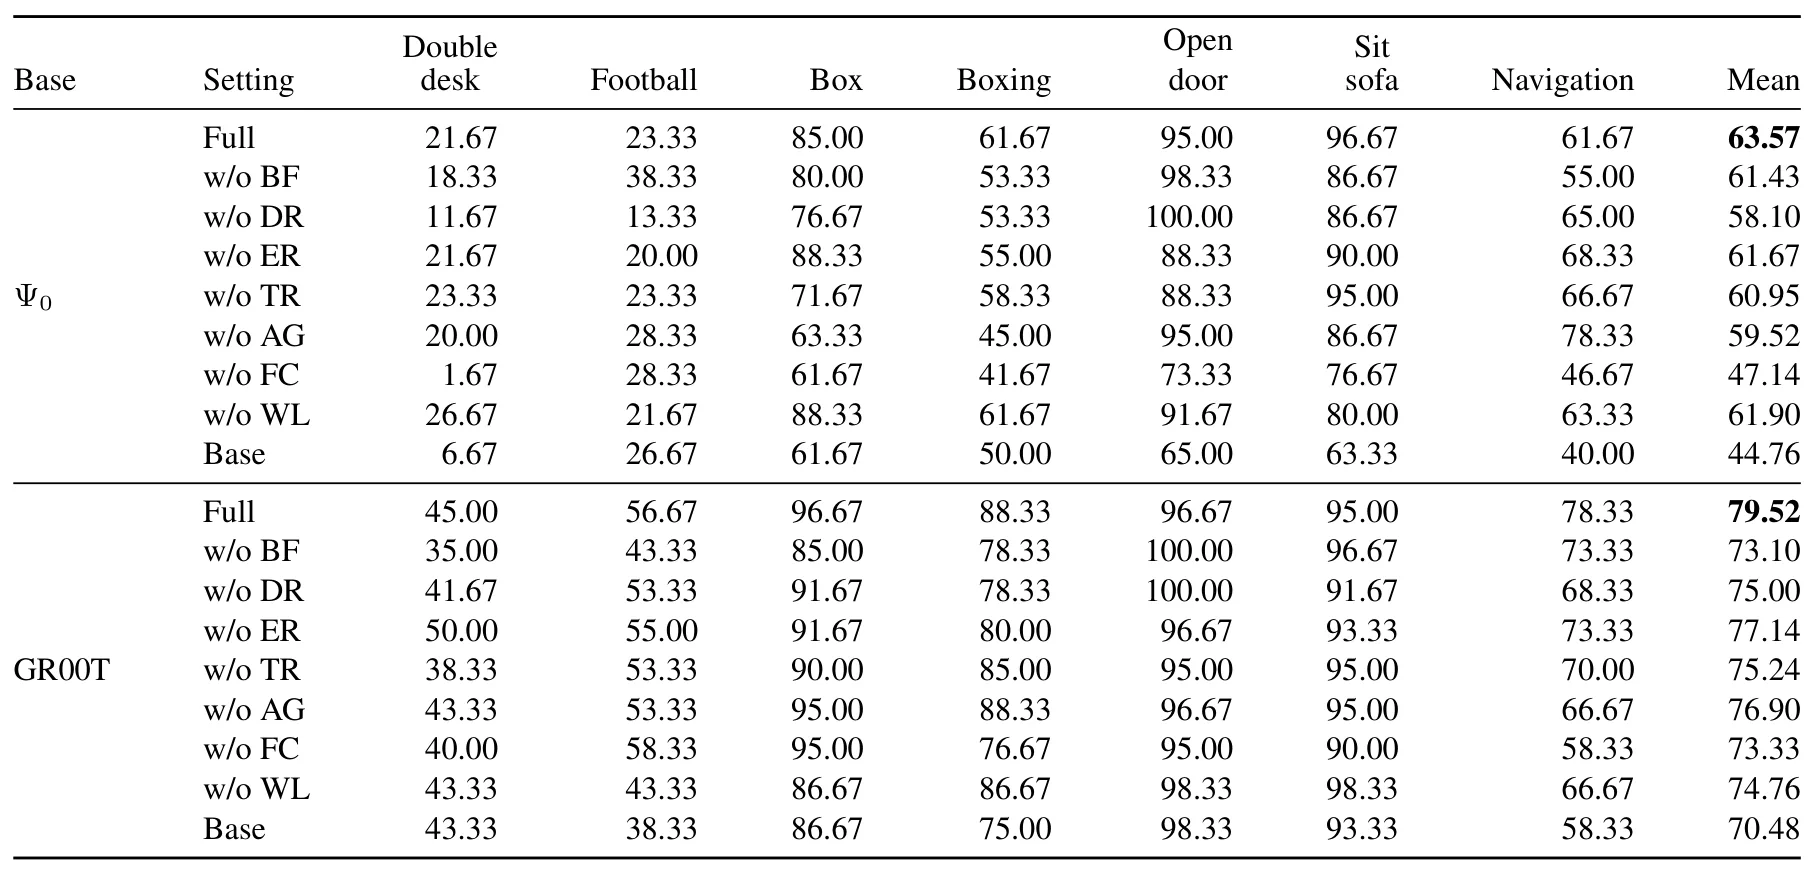 Base Setting Double desk Football Box Boxing Open door Sit sofa Navigation Mean
Ψ0
Full 21.67 23.33 85.00 61.67 95.00 96.67 61.67 63.57
w/o BF 18.33 38.33 80.00 53.33 98.33 86.67 55.00 61.43
w/o DR 11.67 13.33 76.67 53.33 100.00 86.67 65.00 58.10
w/o ER 21.67 20.00 88.33 55.00 88.33 90.00 68.33 61.67
w/o TR 23.33 23.33 71.67 58.33 88.33 95.00 66.67 60.95
w/o AG 20.00 28.33 63.33 45.00 95.00 86.67 78.33 59.52
w/o FC 1.67 28.33 61.67 41.67 73.33 76.67 46.67 47.14
w/o WL 26.67 21.67 88.33 61.67 91.67 80.00 63.33 61.90
Base 6.67 26.67 61.67 50.00 65.00 63.33 40.00 44.76
GR00T
Full 45.00 56.67 96.67 88.33 96.67 95.00 78.33 79.52
w/o BF 35.00 43.33 85.00 78.33 100.00 96.67 73.33 73.10
w/o DR 41.67 53.33 91.67 78.33 100.00 91.67 68.33 75.00
w/o ER 50.00 55.00 91.67 80.00 96.67 93.33 73.33 77.14
w/o TR 38.33 53.33 90.00 85.00 95.00 95.00 70.00 75.24
w/o AG 43.33 53.33 95.00 88.33 96.67 95.00 66.67 76.90
w/o FC 40.00 58.33 95.00 76.67 95.00 90.00 58.33 73.33
w/o WL 43.33 43.33 86.67 86.67 98.33 98.33 66.67 74.76
Base 43.33 38.33 86.67 75.00 98.33 93.33 58.33 70.48